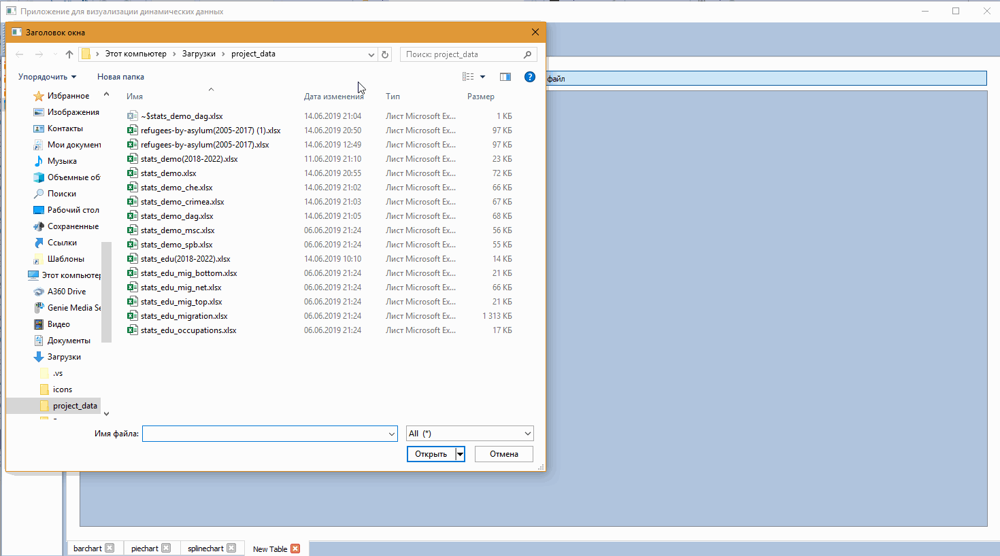 Приложение для визуализации динамических данных
Заголовок окна
Этот компьютер > Загрузки > project_data
Поиск: project_data
Упорядочить
Новая папка
файл
Избранное
Изображения
Контакты
Мои документ
Музыка
Объемные об
Поиски
Рабочий стол
Сохраненные
Ссылки
Шаблоны
Этот компьютер
A360 Drive
Genie Media Se
Видео
Документы
Загрузки
.vs
icons
project_data
Имя Дата изменения Тип Размер
~$stats_demo_dag.xlsx 14.06.2019 21:04 Лист Microsoft Ex... 1 КБ
refugees-by-asylum(2005-2017) (1).xlsx 14.06.2019 20:50 Лист Microsoft Ex... 97 КБ
refugees-by-asylum(2005-2017).xlsx 14.06.2019 12:49 Лист Microsoft Ex... 97 КБ
stats_demo(2018-2022).xlsx 11.06.2019 21:10 Лист Microsoft Ex... 23 КБ
stats_demo.xlsx 14.06.2019 20:55 Лист Microsoft Ex... 72 КБ
stats_demo_che.xlsx 14.06.2019 21:02 Лист Microsoft Ex... 66 КБ
stats_demo_crimea.xlsx 14.06.2019 21:03 Лист Microsoft Ex... 67 КБ
stats_demo_dag.xlsx 14.06.2019 21:05 Лист Microsoft Ex... 68 КБ
stats_demo_msc.xlsx 06.06.2019 21:24 Лист Microsoft Ex... 56 КБ
stats_demo_spb.xlsx 06.06.2019 21:24 Лист Microsoft Ex... 55 КБ
stats_edu(2018-2022).xlsx 14.06.2019 10:10 Лист Microsoft Ex... 14 КБ
stats_edu_mig_bottom.xlsx 06.06.2019 21:24 Лист Microsoft Ex... 21 КБ
stats_edu_mig_net.xlsx 06.06.2019 21:24 Лист Microsoft Ex... 66 КБ
stats_edu_mig_top.xlsx 06.06.2019 21:24 Лист Microsoft Ex... 21 КБ
stats_edu_migration.xlsx 06.06.2019 21:24 Лист Microsoft Ex... 1 313 КБ
stats_edu_occupations.xlsx 06.06.2019 21:24 Лист Microsoft Ex... 17 КБ
Имя файла:
All (*)
Открыть
Отмена
barchart
piechart
splinechart
New Table